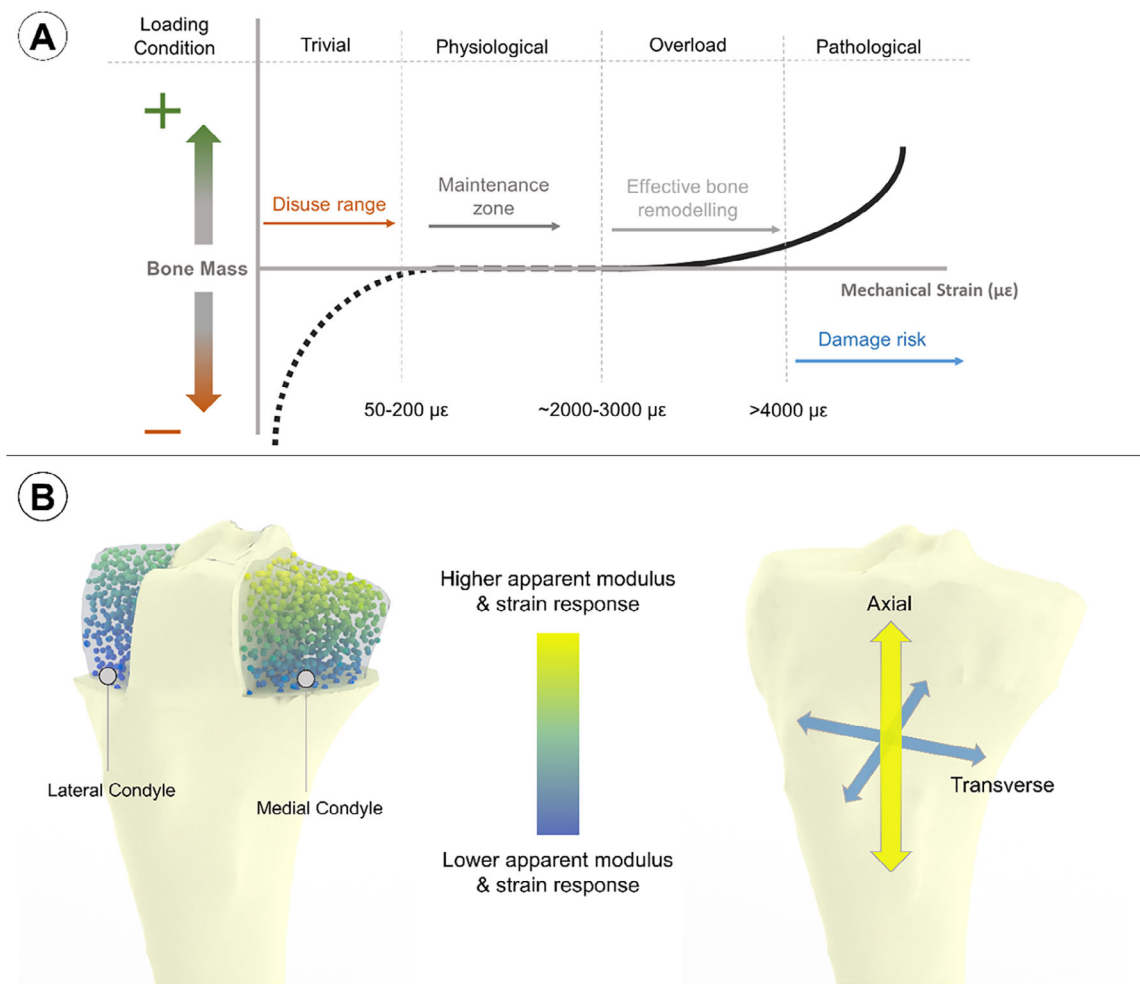 A
Loading
Condition
Trivial
Physiological
Overload
Pathological
+
Disuse range
Maintenance
zone
Effective bone
remodelling
Bone Mass
Mechanical Strain (με)
Damage risk
50-200 με
~2000-3000 με
>4000 με
−
B
Lateral Condyle
Medial Condyle
Higher apparent modulus
& strain response
Lower apparent modulus
& strain response
Axial
Transverse